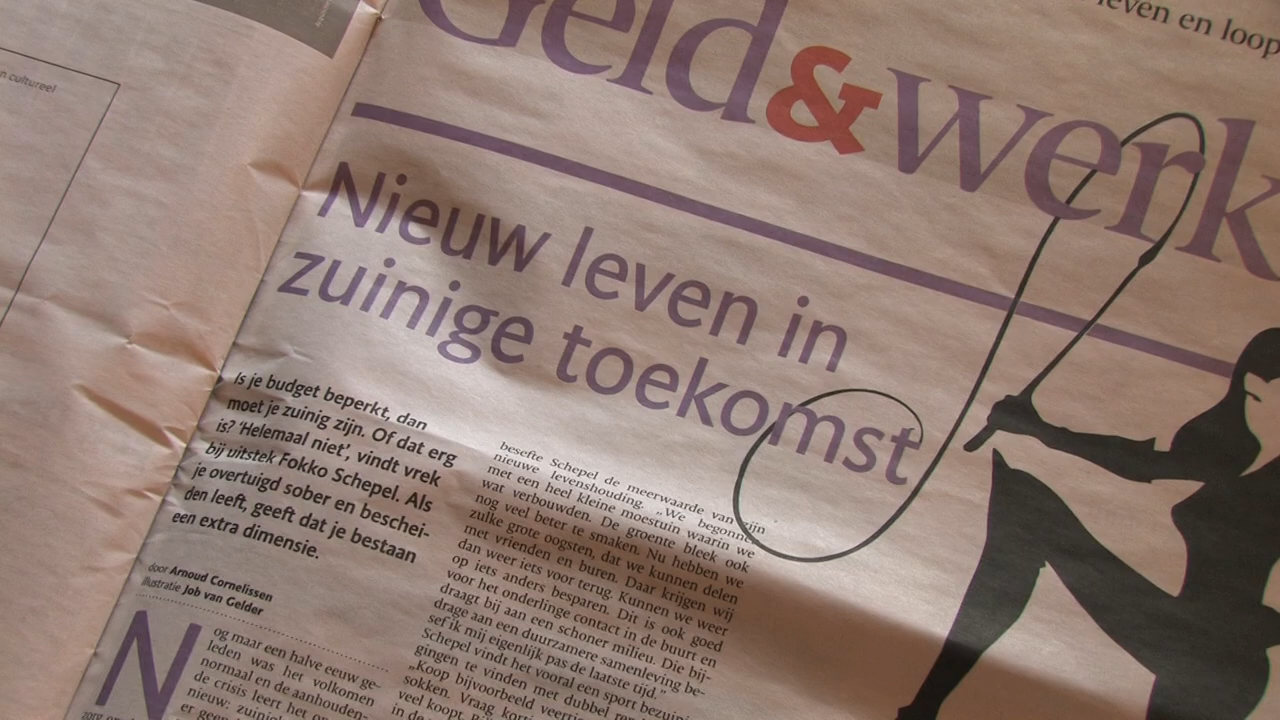 n cultureel
leven en loop
Geld&werk
Nieuw leven in
zuinige toekomst
Is je budget beperkt, dan
moet je zuinig zijn. Of dat erg
is? ‘Helemaal niet’, vindt vrek
bij uitstek Fokko Schepel. Als
je overtuigd sober en beschei-
den leeft, geeft dat je bestaan
een extra dimensie.
door Arnoud Cornelissen
illustratie Job van Gelder
Nog maar een halve eeuw ge-
leden was het volkomen
normaal en de aanhouden-
de crisis leert het op
nieuw: zuinig
er geen
besefte Schepel de meerwaarde van zijn
nieuwe levenshouding. „We begonnen
met een heel kleine moestuin waarin we
wat verbouwden. De groente bleek ook
nog veel beter te smaken. Nu hebben we
zulke grote oogsten, dat we kunnen delen
met vrienden en buren. Daar krijgen wij
dan weer iets voor terug. Kunnen we weer
op iets anders besparen. Dit is ook goed
voor het onderlinge contact in de buurt en
draagt bij aan een schoner milieu. Die bij-
drage aan een duurzamere samenleving be-
sef ik mij eigenlijk pas de laatste tijd.”
Schepel vindt het vooral een sport bezuini-
gingen te vinden met dubbel
„Koop bijvoorbeeld
sokken. Vraag
veel koopt.
in de